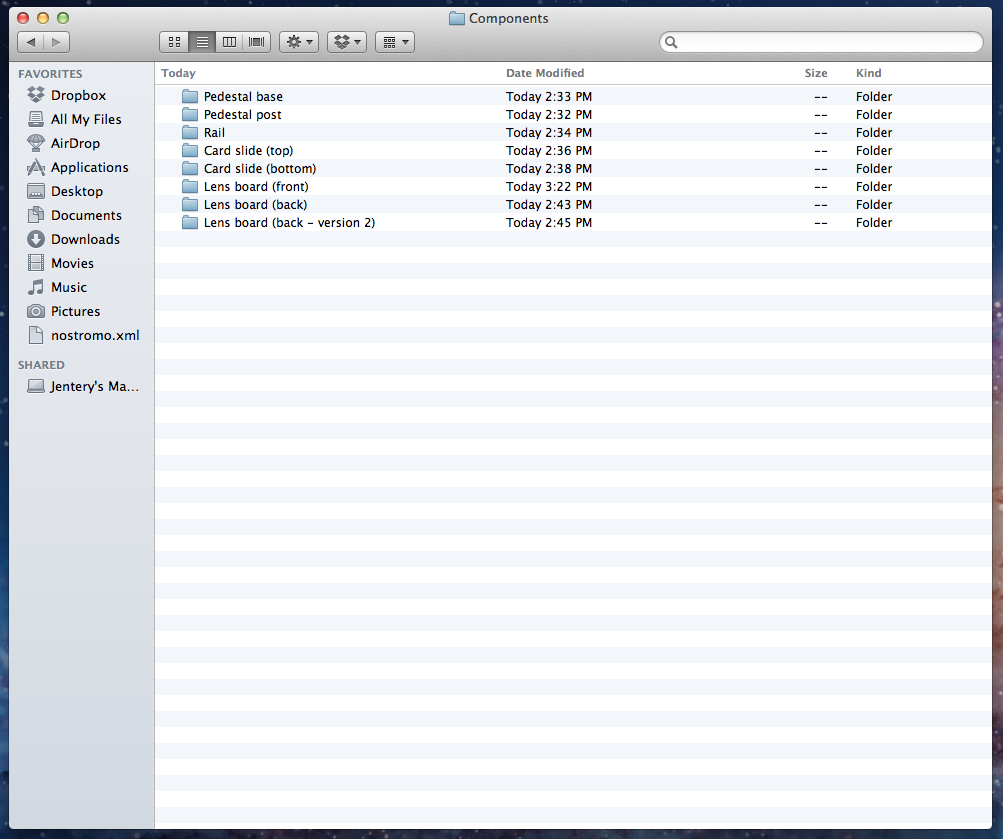 Components
FAVORITES
Dropbox
All My Files
AirDrop
Applications
Desktop
Documents
Downloads
Movies
Music
Pictures
nostromo.xml
SHARED
Jentery's Ma...
Today Date Modified Size Kind
Pedestal base Today 2:33 PM -- Folder
Pedestal post Today 2:32 PM -- Folder
Rail Today 2:34 PM -- Folder
Card slide (top) Today 2:36 PM -- Folder
Card slide (bottom) Today 2:38 PM -- Folder
Lens board (front) Today 3:22 PM -- Folder
Lens board (back) Today 2:43 PM -- Folder
Lens board (back - version 2) Today 2:45 PM -- Folder